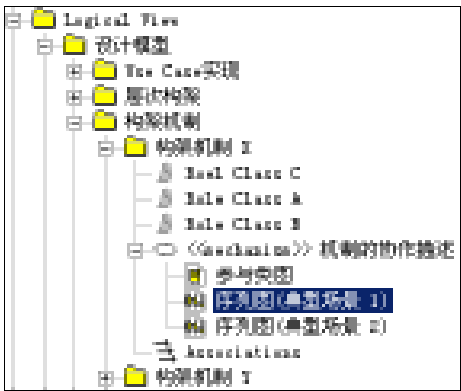 Logical View
设计模型
Use Case实现
层次构架
构架机制
构架机制 X
Role Class C
Role Class A
Role Class B
<<mechanism>> 机制的协作描述
参与类图
序列图(典型场景 1)
序列图(典型场景 2)
Associations
构架机制 Y